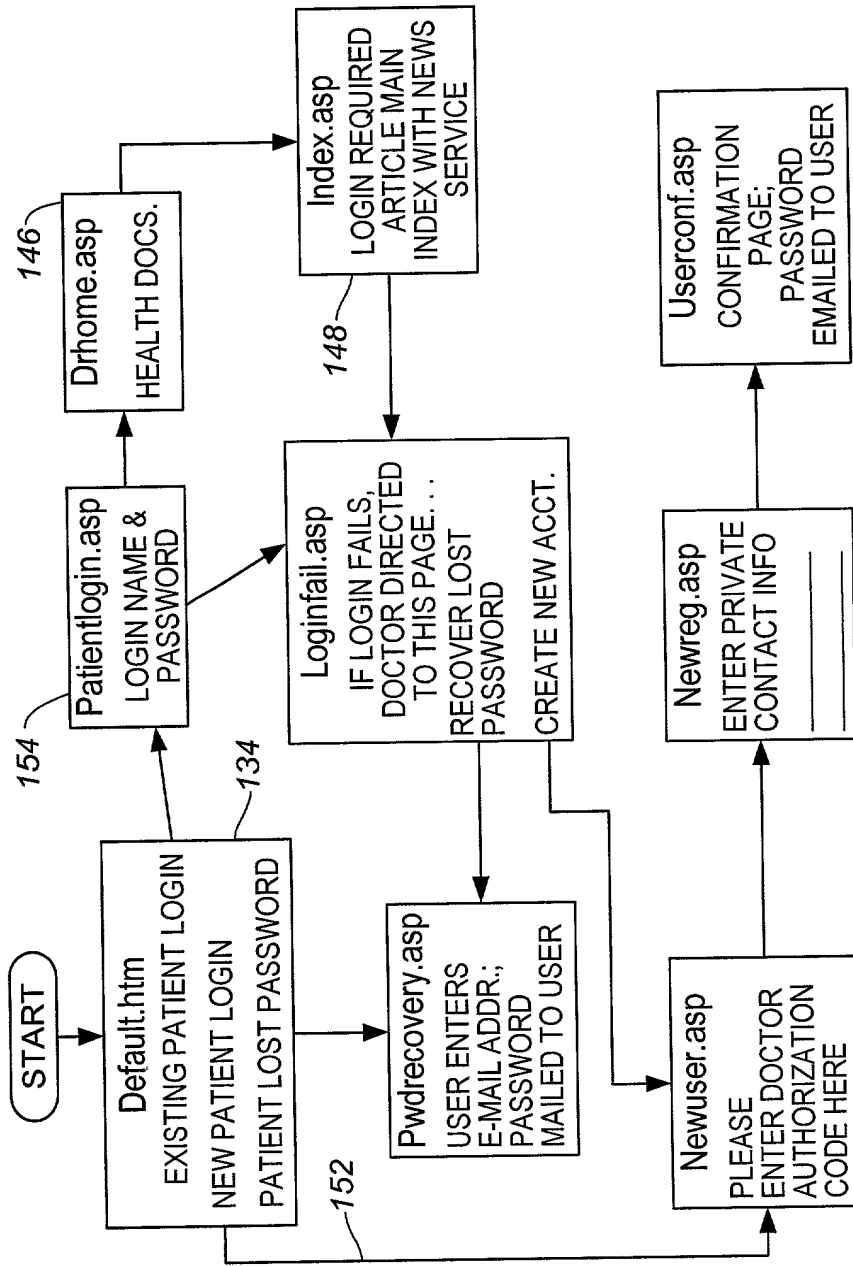 START
Default.htm
EXISTING PATIENT LOGIN
NEW PATIENT LOGIN
PATIENT LOST PASSWORD
134
152
154
Patientlogin.asp
LOGIN NAME &
PASSWORD
146
Drhome.asp
HEALTH DOCS.
Index.asp
LOGIN REQUIRED
ARTICLE MAIN
INDEX WITH NEWS
SERVICE
148
Loginfail.asp
IF LOGIN FAILS,
DOCTOR DIRECTED
TO THIS PAGE. . .
RECOVER LOST
PASSWORD
CREATE NEW ACCT.
Pwdrecovery.asp
USER ENTERS
E-MAIL ADDR.;
PASSWORD
MAILED TO USER
Newuser.asp
PLEASE
ENTER DOCTOR
AUTHORIZATION
CODE HERE
Newreg.asp
ENTER PRIVATE
CONTACT INFO
Userconf.asp
CONFIRMATION
PAGE;
PASSWORD
EMAILED TO USER